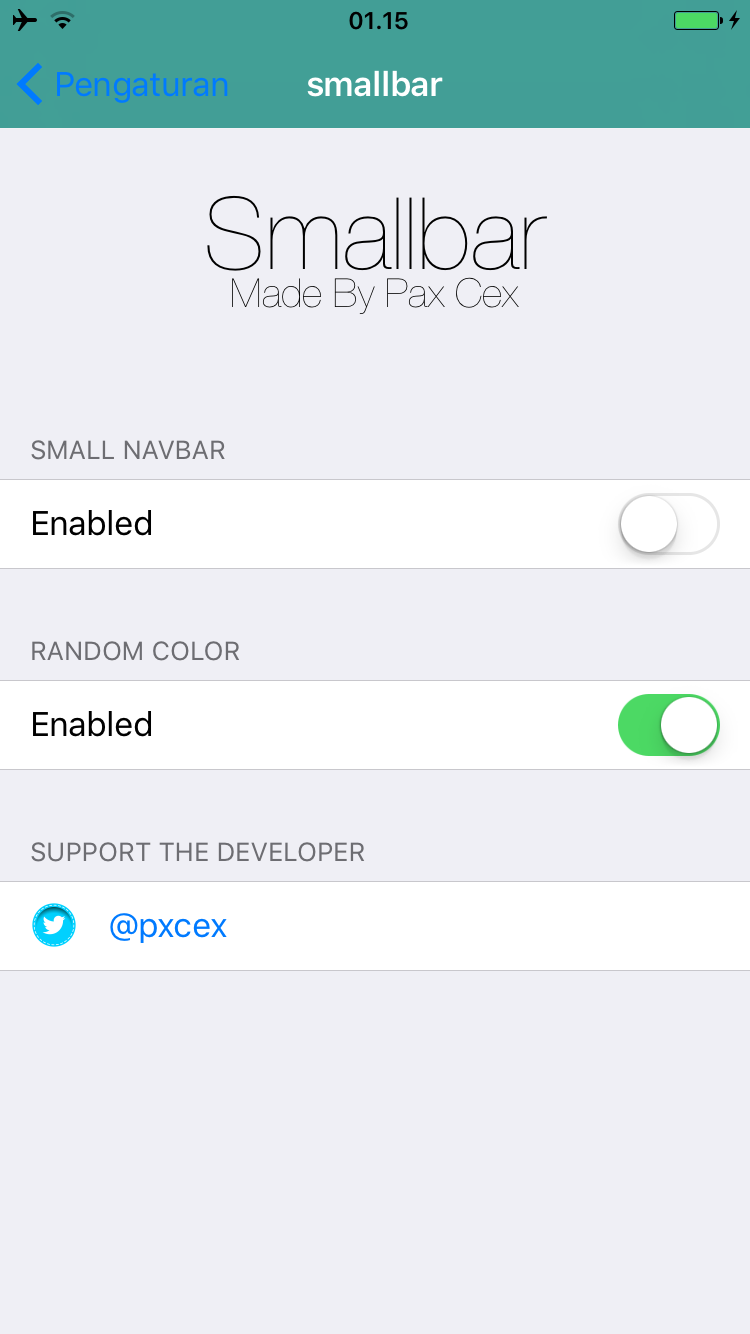 01.15
Pengaturan smallbar
Smallbar
Made By Pax Cex
SMALL NAVBAR
Enabled
RANDOM COLOR
Enabled
SUPPORT THE DEVELOPER
@pxcex